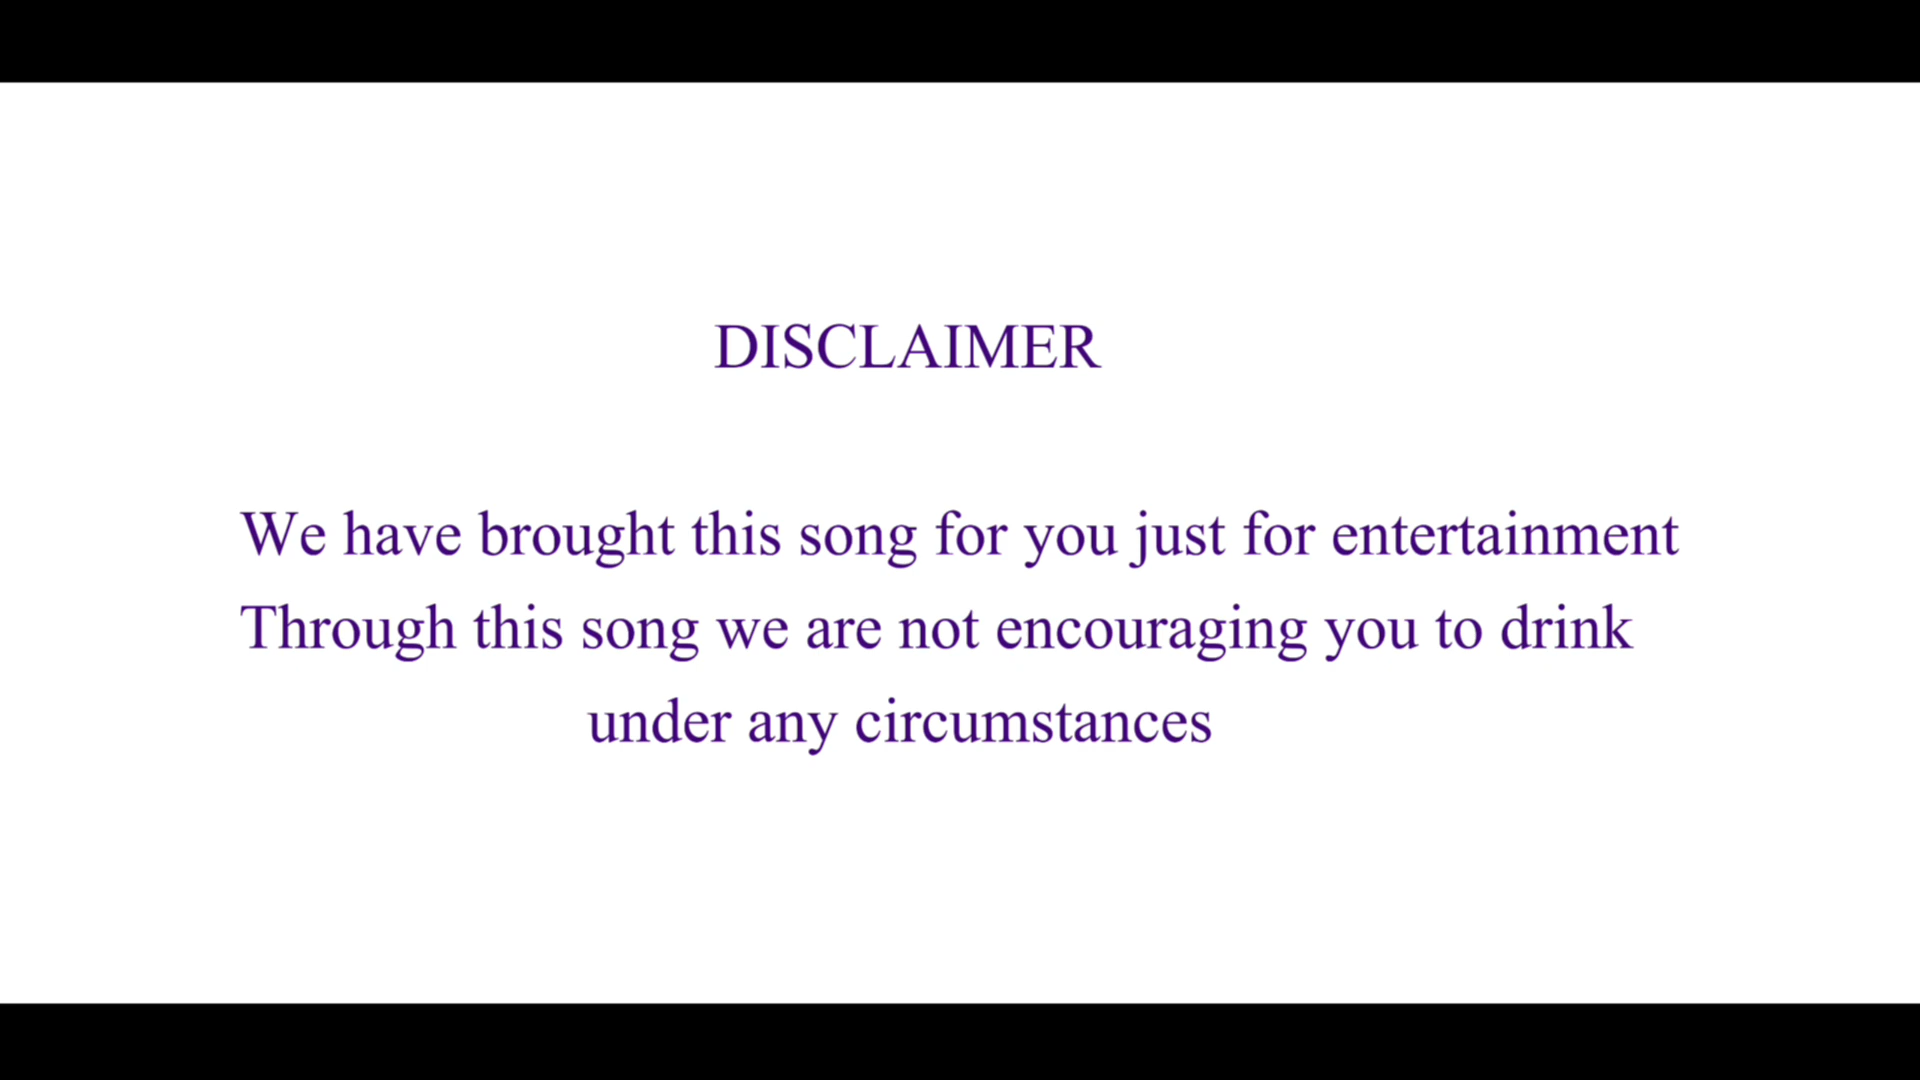 DISCLAIMER
We have brought this song for you just for entertainment
Through this song we are not encouraging you to drink
under any circumstances